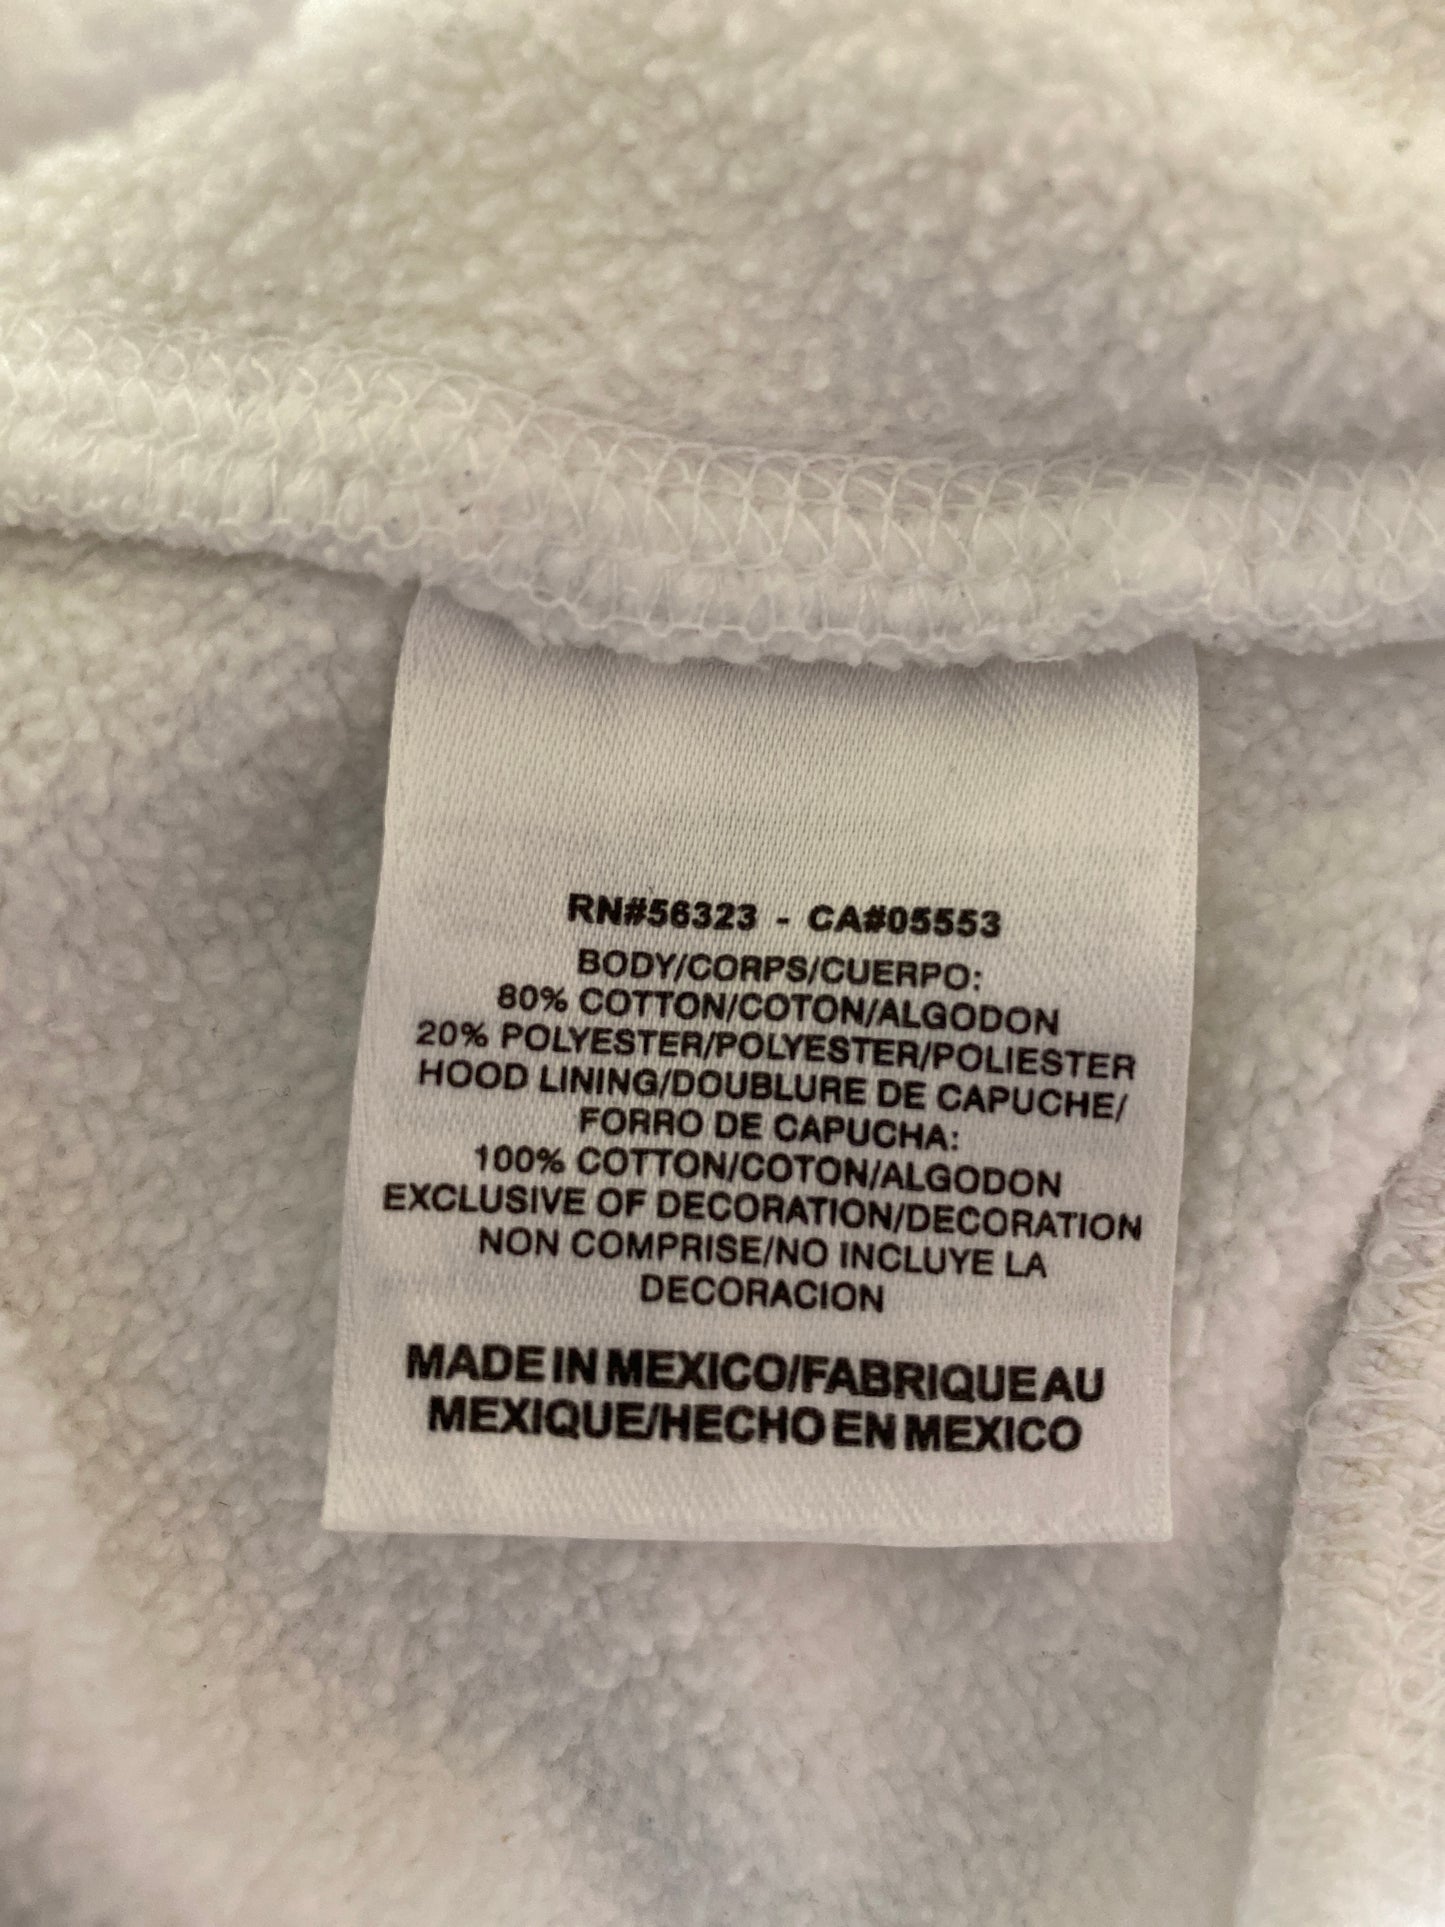 RN#56323 - CA#05553
BODY/CORPS/CUERPO:
80% COTTON/COTON/ALGODON
20% POLYESTER/POLYESTER/POLIESTER
HOOD LINING/DOUBLURE DE CAPUCHE/
FORRO DE CAPUCHA:
100% COTTON/COTON/ALGODON
EXCLUSIVE OF DECORATION/DECORATION
NON COMPRISE/NO INCLUYE LA
DECORACION
MADE IN MEXICO/FABRIQUE AU
MEXIQUE/HECHO EN MEXICO